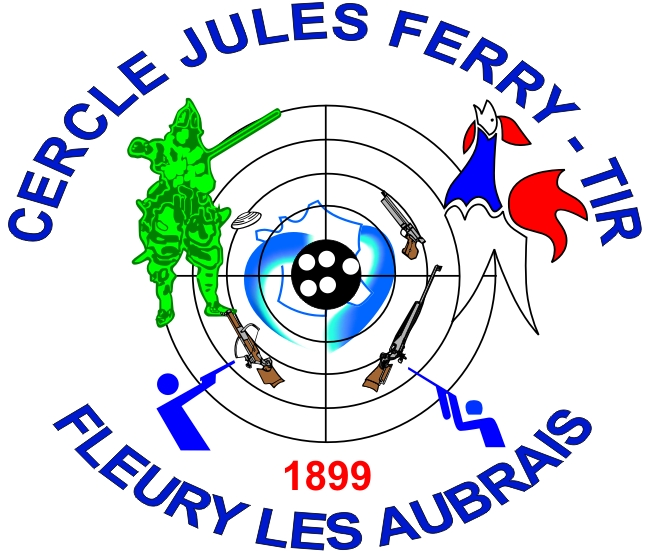 CERCLE JULES FERRY - TIR
1899
FLEURY LES AUBRAIS